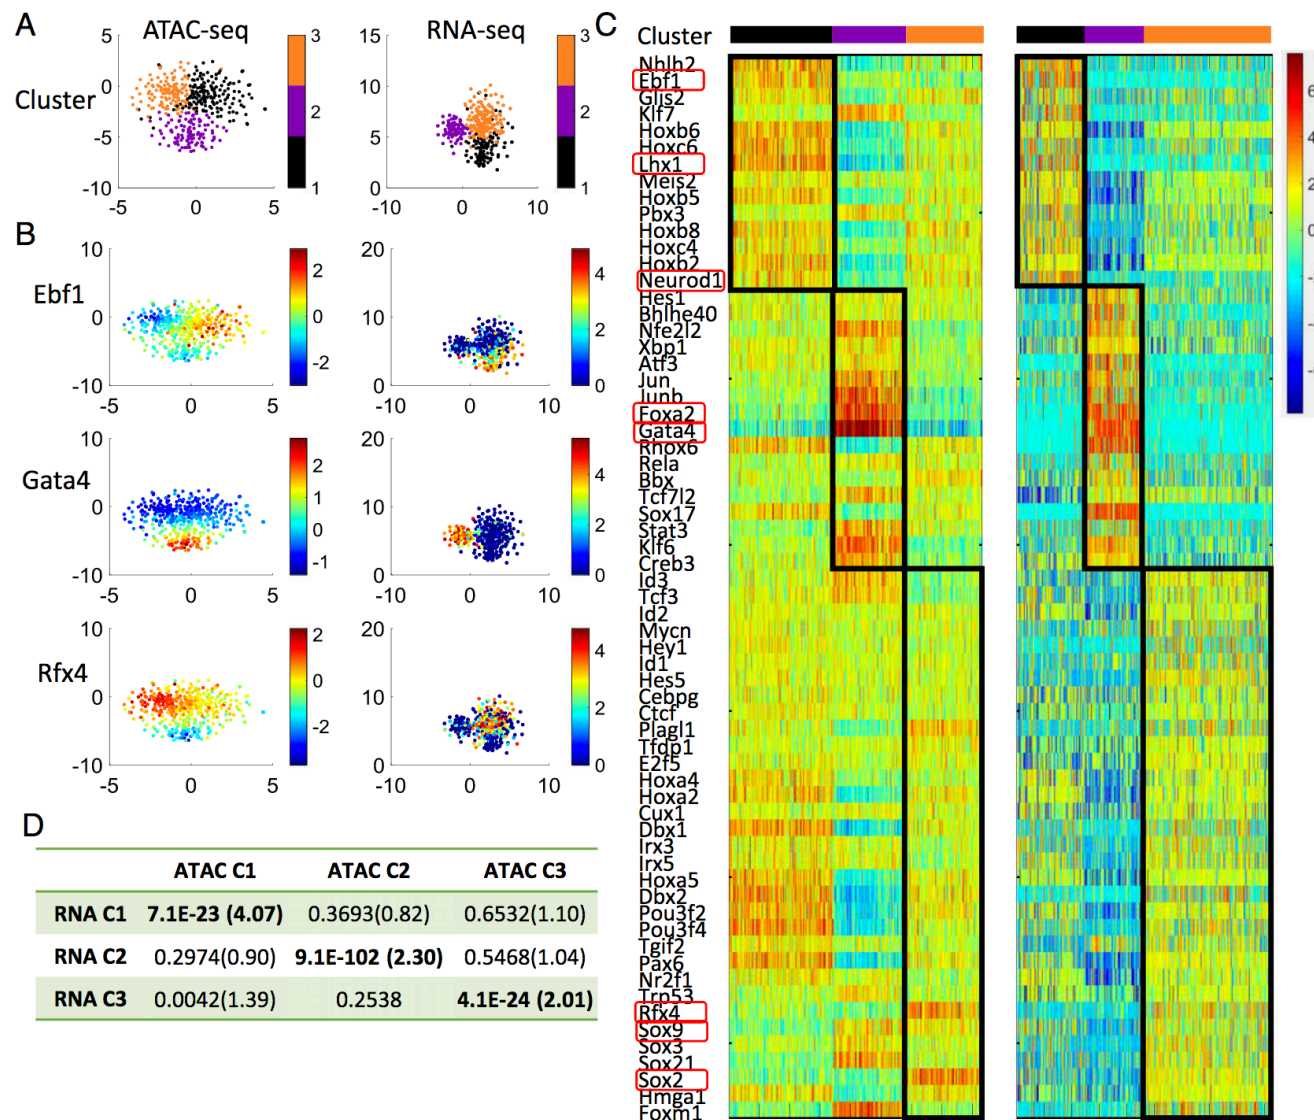 A
ATAC-seq
RNA-seq
Cluster
5
0
-5
-10
-5
0
5
3
2
1
15
10
5
0
-10
0
10
3
2
1
B
Ebf1
10
0
-10
-5
0
5
2
0
-2
20
10
0
-10
0
10
4
2
0
Gata4
10
0
-10
-5
0
5
2
1
0
-1
20
10
0
-10
0
10
4
2
0
Rfx4
10
0
-10
-5
0
5
2
0
-2
20
10
0
-10
0
10
4
2
0
C
Cluster
Nhlh2
Ebf1
Glis2
Klf7
Hoxb6
Hoxc6
Lhx1
Meis2
Hoxb5
Pbx3
Hoxb8
Hoxc4
Hoxb2
Neurod1
Hes1
Bhlhe40
Nfe2l2
Xbp1
Atf3
Jun
Junb
Foxa2
Gata4
Rhox6
Rela
Bbx
Tcf7l2
Sox17
Stat3
Klf6
Creb3
Id3
Tcf3
Id2
Mycn
Hey1
Id1
Hes5
Cebpg
Ctcf
Plagl1
Tfdp1
E2f5
Hoxa4
Hoxa2
Cux1
Dbx1
Irx3
Irx5
Hoxa5
Dbx2
Pou3f2
Pou3f4
Tgif2
Pax6
Nr2f1
Trp53
Rfx4
Sox9
Sox3
Sox21
Sox2
Hmga1
Foxm1
6
4
2
0
-
-
-
D
ATAC C1 ATAC C2 ATAC C3
RNA C1 7.1E-23 (4.07) 0.3693(0.82) 0.6532(1.10)
RNA C2 0.2974(0.90) 9.1E-102 (2.30) 0.5468(1.04)
RNA C3 0.0042(1.39) 0.2538 4.1E-24 (2.01)